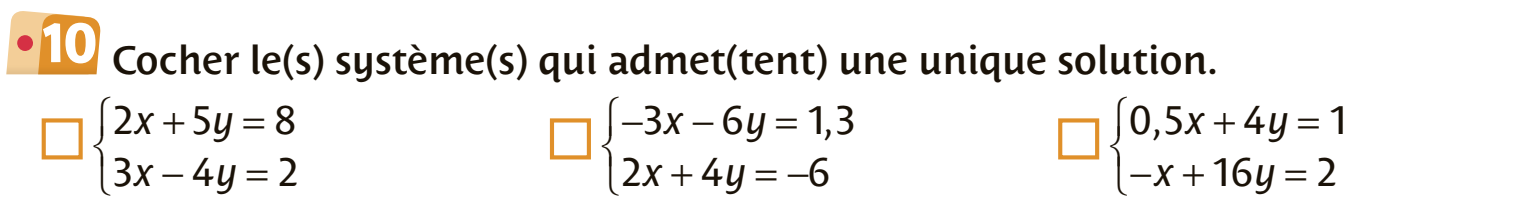 10 Cocher le(s) système(s) qui admet(tent) une unique solution.
2x + 5y = 8
3x – 4y = 2
–3x – 6y = 1,3
2x + 4y = –6
0,5x + 4y = 1
–x + 16y = 2